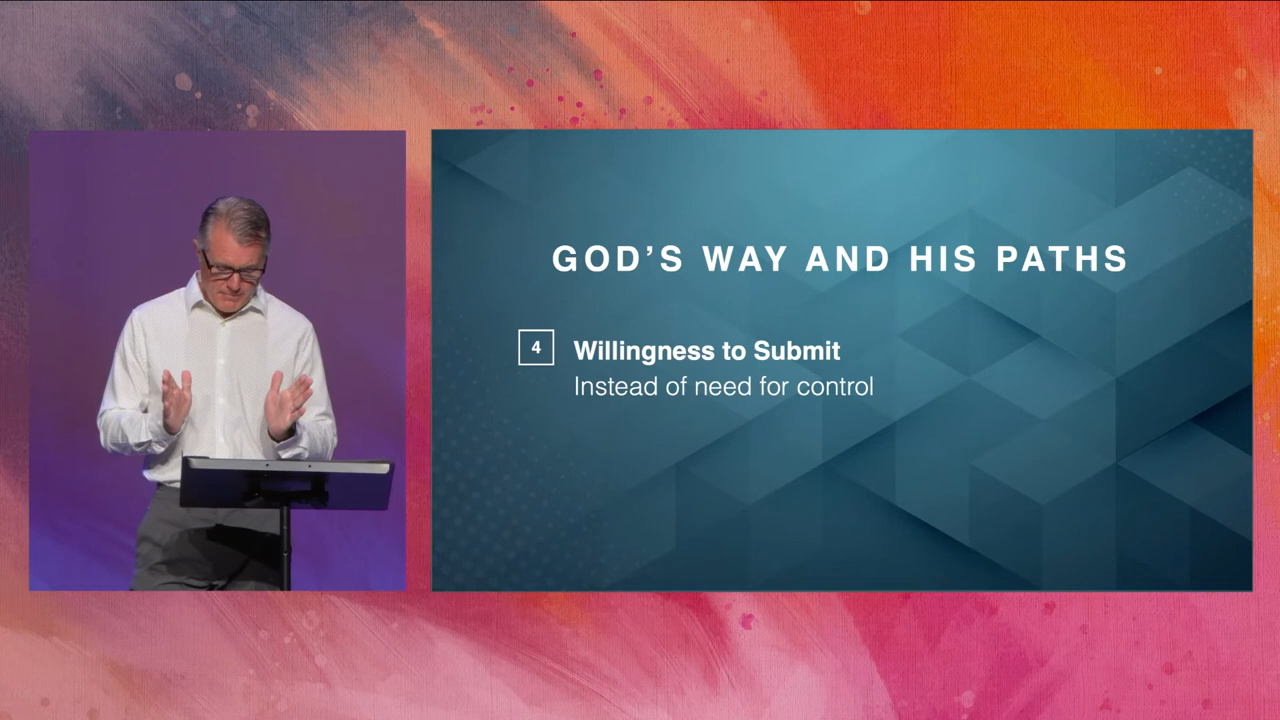 GOD’S WAY AND HIS PATHS
4 Willingness to Submit
Instead of need for control